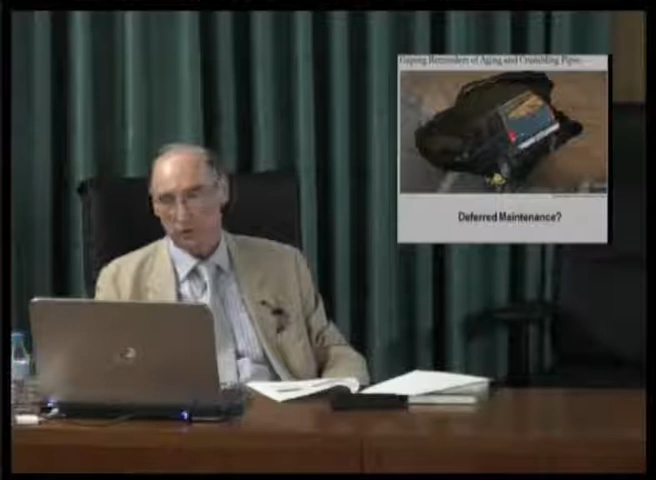 Gaping Reminders of Aging and Crumbling Pipes
Deferred Maintenance?